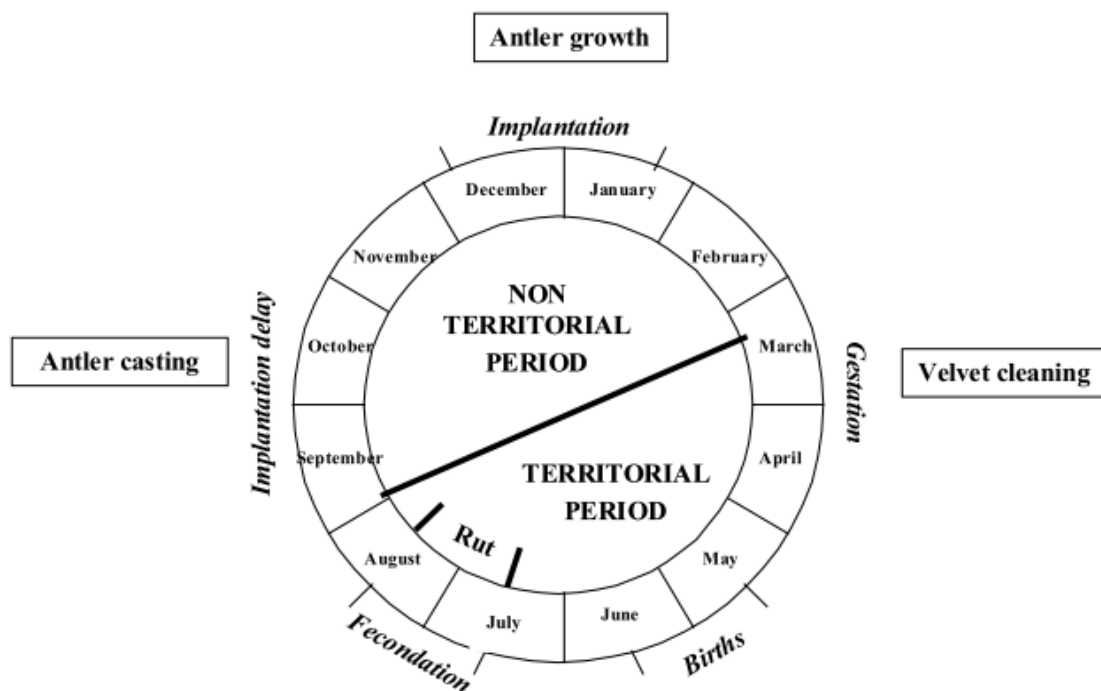 Antler growth
Implantation
December
January
November
February
NON
TERRITORIAL
PERIOD
October
March
Implantation delay
Antler casting
Gestation
Velvet cleaning
September
April
TERRITORIAL
PERIOD
Rut
August
May
July
June
Fecondation
Births